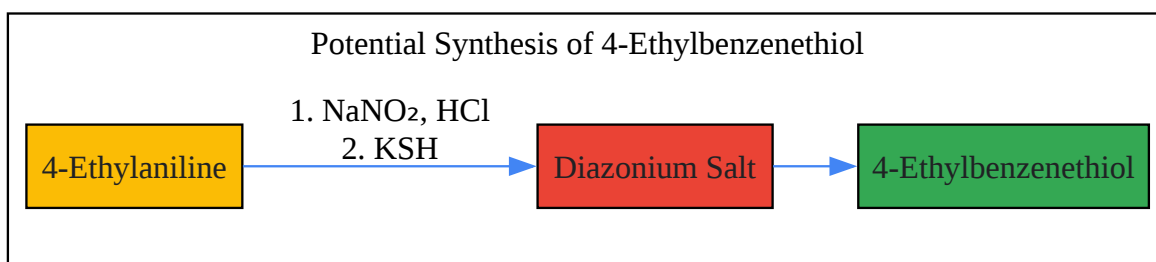 Potential Synthesis of 4-Ethylbenzenethiol
1. NaNO₂, HCl
2. KSH
4-Ethylaniline
Diazonium Salt
4-Ethylbenzenethiol